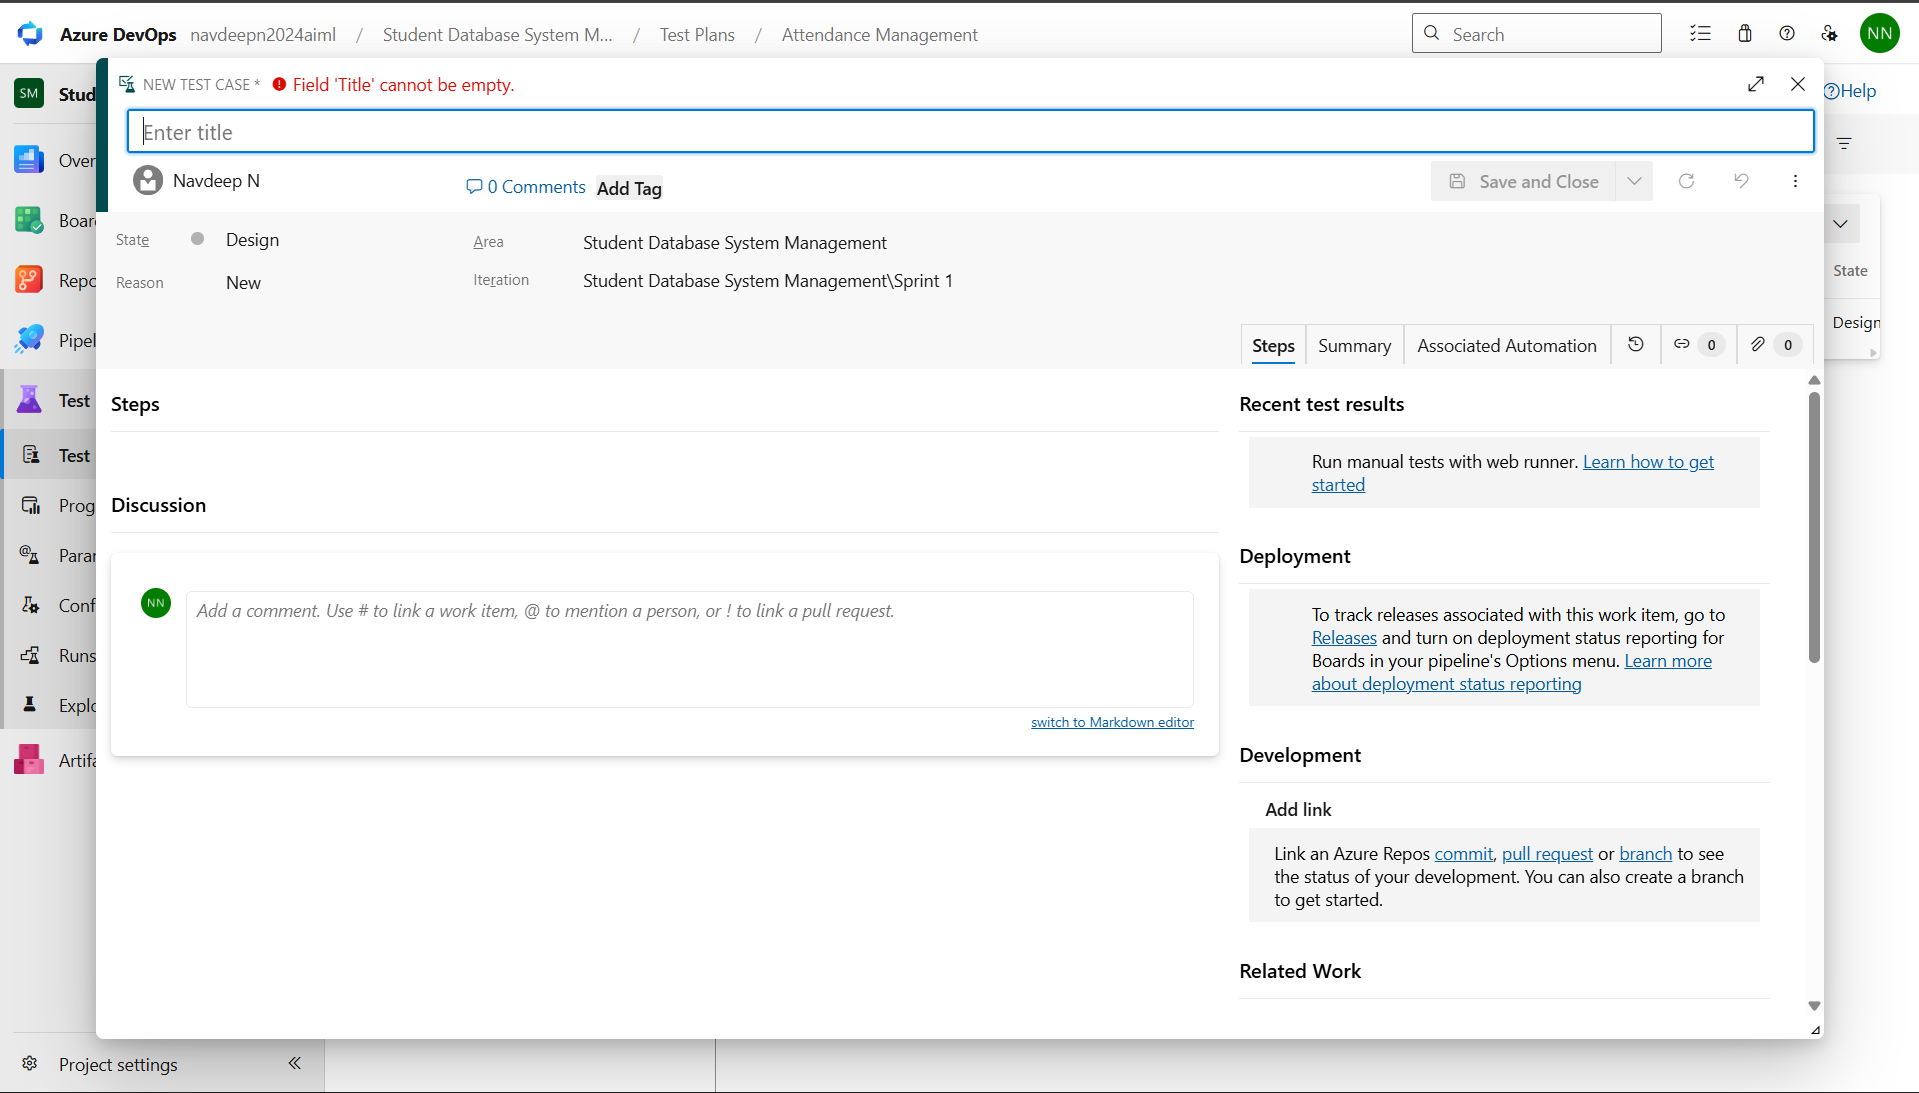 Azure DevOps navdeepn2024aiml / Student Database System M... / Test Plans / Attendance Management
Search
NN
SM
Stud
Help
NEW TEST CASE * Field 'Title' cannot be empty.
Enter title
Navdeep N
0 Comments
Add Tag
Save and Close
State
Design
Area
Student Database System Management
Reason
New
Iteration
Student Database System Management\Sprint 1
Steps
Summary
Associated Automation
0
0
State
Design
Over
Boar
Repo
Pipel
Test
Test
Prog
Parar
Conf
Runs
Explo
Artifa
Project settings
Steps
Discussion
NN
Add a comment. Use # to link a work item, @ to mention a person, or ! to link a pull request.
switch to Markdown editor
Recent test results
Run manual tests with web runner. Learn how to get
started
Deployment
To track releases associated with this work item, go to
Releases and turn on deployment status reporting for
Boards in your pipeline's Options menu. Learn more
about deployment status reporting
Development
Add link
Link an Azure Repos commit, pull request or branch to see
the status of your development. You can also create a branch
to get started.
Related Work